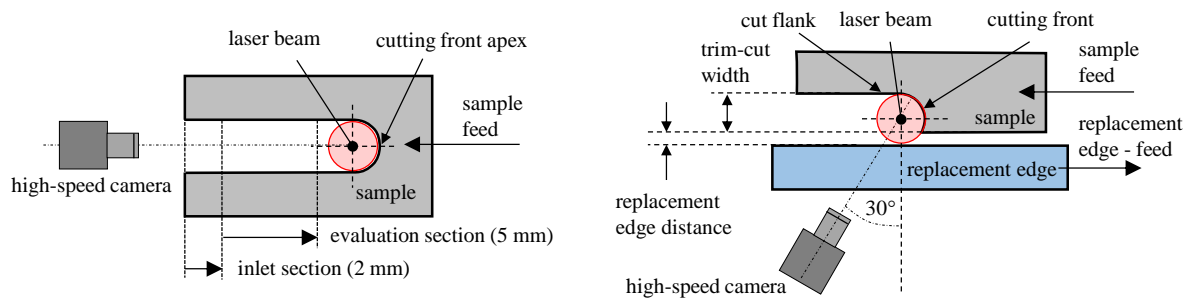 laser beam
cutting front apex
sample
feed
high-speed camera
sample
evaluation section (5 mm)
inlet section (2 mm)
cut flank
laser beam
cutting front
trim-cut
width
sample
feed
sample
replacement
edge - feed
replacement edge
replacement
edge distance
30°
high-speed camera